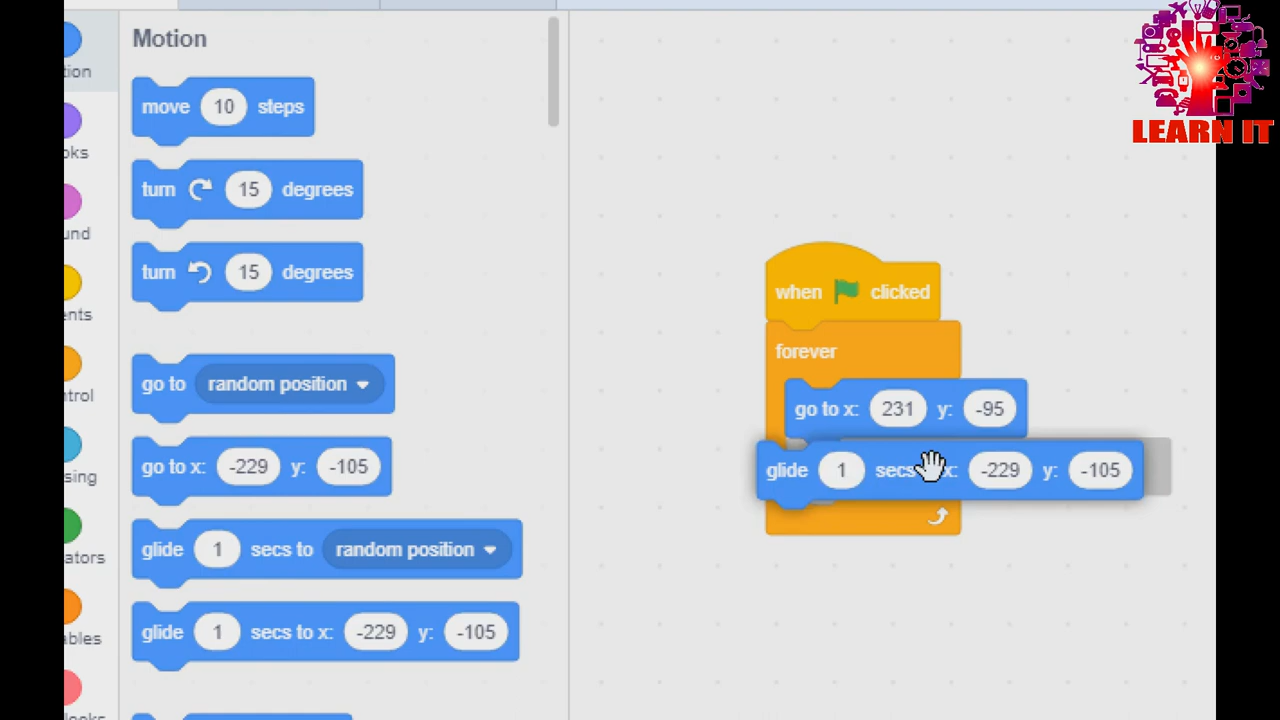 Motion
tion
move 10 steps
oks
turn 15 degrees
und
turn 15 degrees
ents
go to random position
trol
go to x: -229 y: -105
sing
glide 1 secs to random position
ators
glide 1 secs to x: -229 y: -105
ables
locks
when clicked
forever
go to x: 231 y: -95
glide 1 secs x: -229 y: -105
LEARN IT